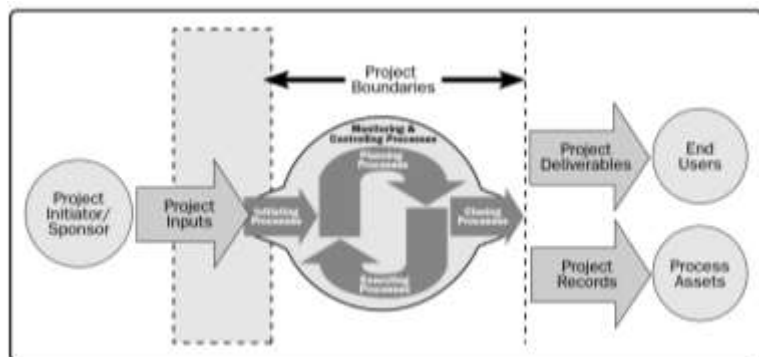 Project
Boundaries
Monitoring &
Controlling Processes
Planning
Processes
Project
Initiator/
Sponsor
Project
Inputs
Initiating
Processes
Closing
Processes
Executing
Processes
Project
Deliverables
End
Users
Project
Records
Process
Assets